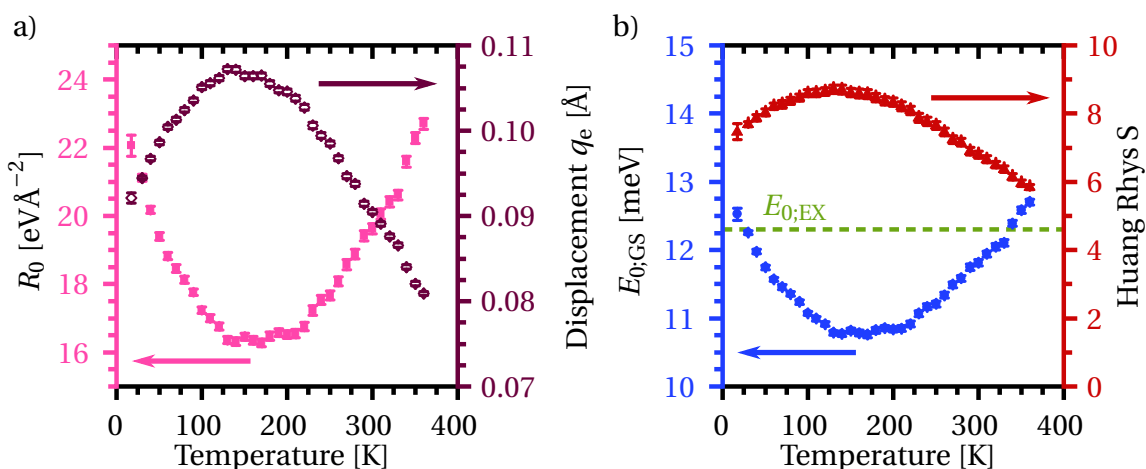 a)
R₀ [eVÅ⁻²]
24
22
20
18
16
0.11
0.10
0.09
0.08
0.07
Displacement qₑ [Å]
0 100 200 300 400
Temperature [K]
b)
E₀;GS [meV]
15
14
13
12
11
10
E₀;EX
10
8
6
4
2
0
Huang Rhys S
0 100 200 300 400
Temperature [K]